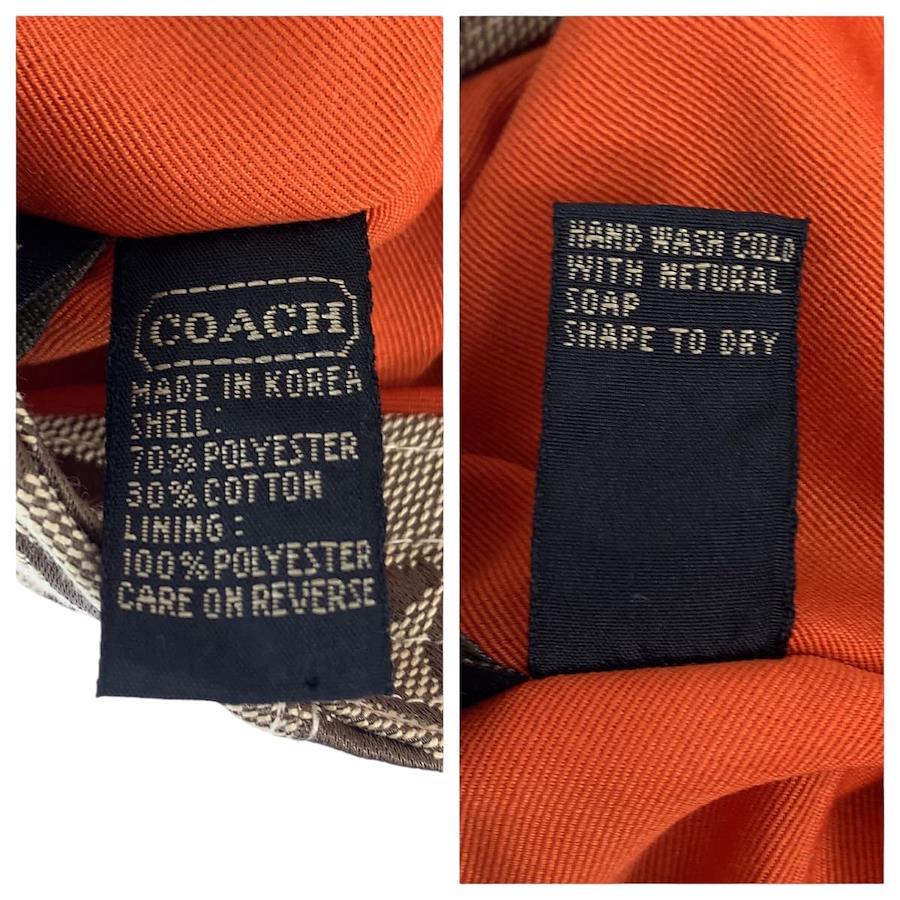 COACH
MADE IN KOREA
SHELL:
70% POLYESTER
30% COTTON
LINING:
100% POLYESTER
CARE ON REVERSE
HAND WASH COLD
WITH NETURAL
SOAP
SHAPE TO DRY